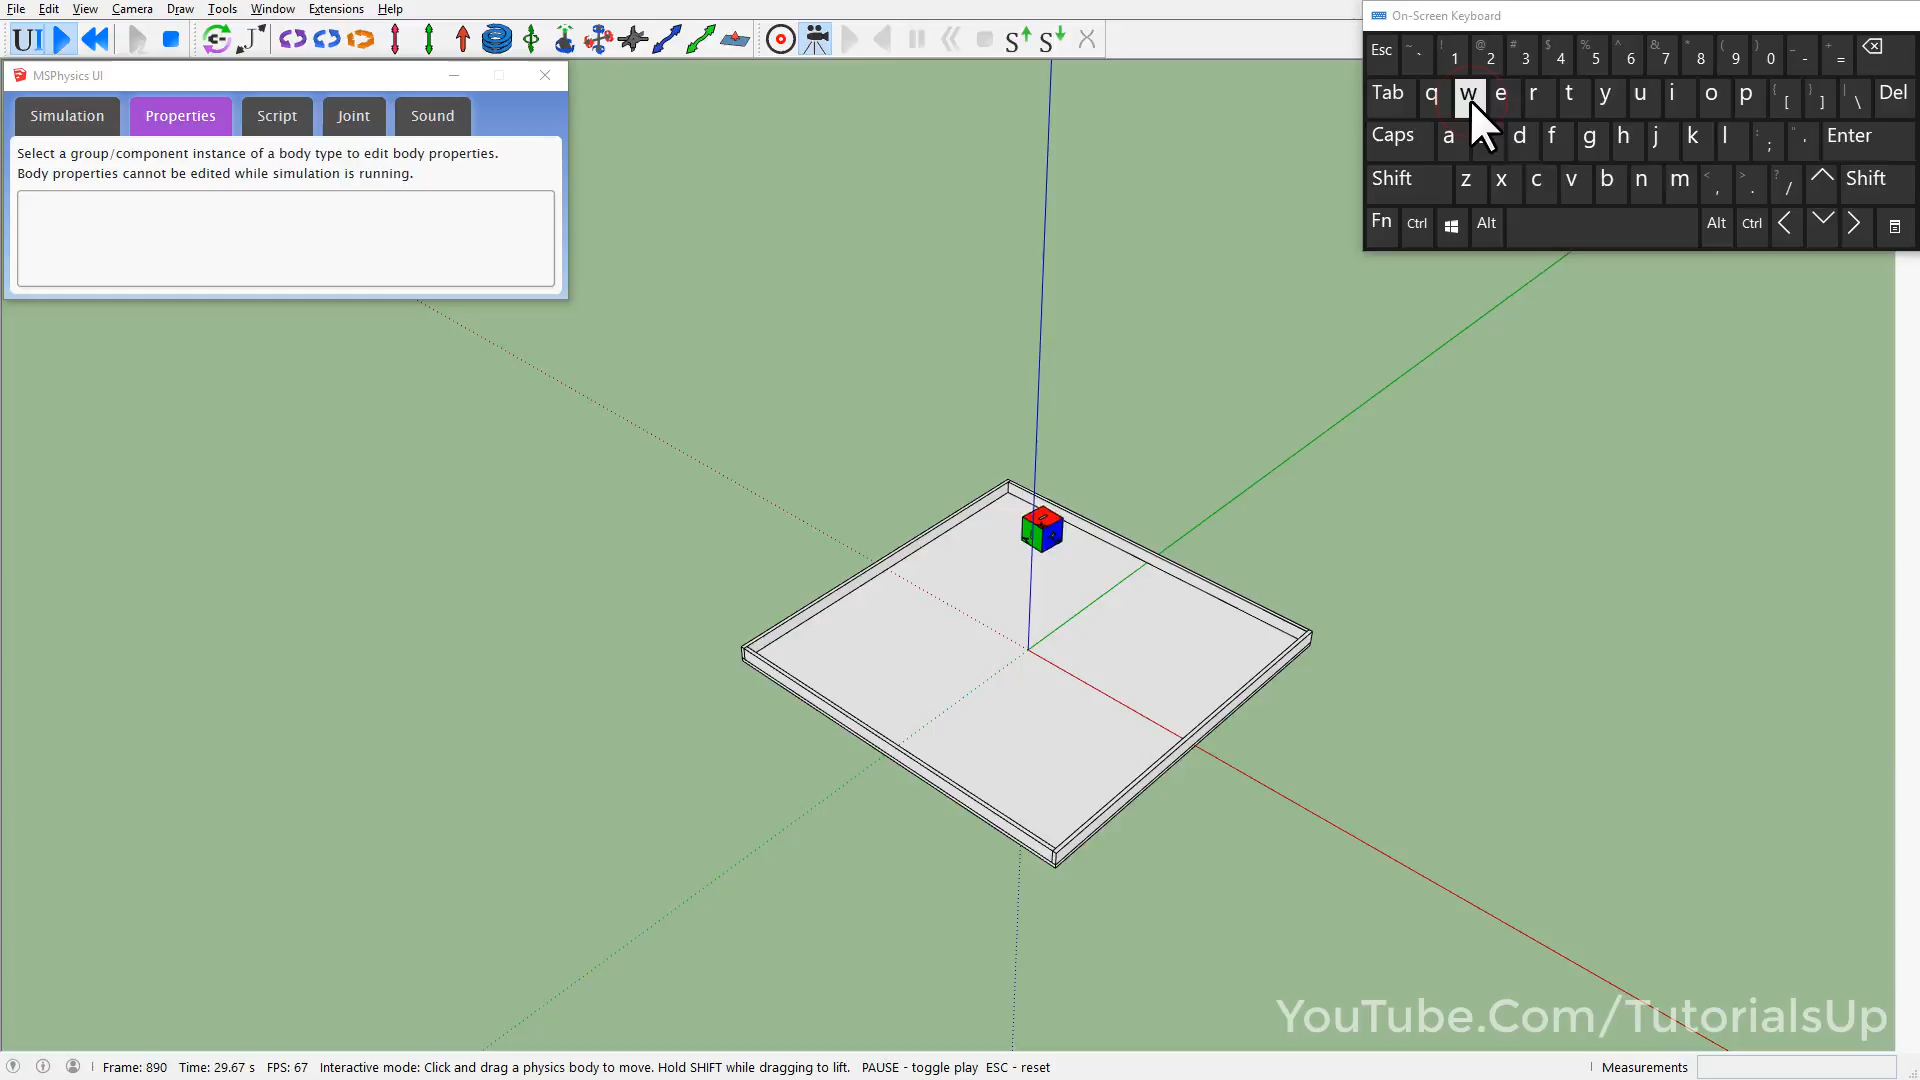 File Edit View Camera Draw Tools Window Extensions Help
UI
MSPhysics UI
Simulation Properties Script Joint Sound
Select a group/component instance of a body type to edit body properties.
Body properties cannot be edited while simulation is running.
On-Screen Keyboard
Esc ~ ` ! 1 @ 2 # 3 $ 4 % 5 ^ 6 & 7 * 8 ( 9 ) 0 _ - + =
Tab q w e r t y u i o p { [ } ] | \ Del
Caps a d f g h j k l : ; " ' Enter
Shift z x c v b n m < , > . ? / Shift
Fn Ctrl Alt Alt Ctrl
YouTube.Com/TutorialsUp
Frame: 890 Time: 29.67 s FPS: 67 Interactive mode: Click and drag a physics body to move. Hold SHIFT while dragging to lift. PAUSE - toggle play ESC - reset
Measurements